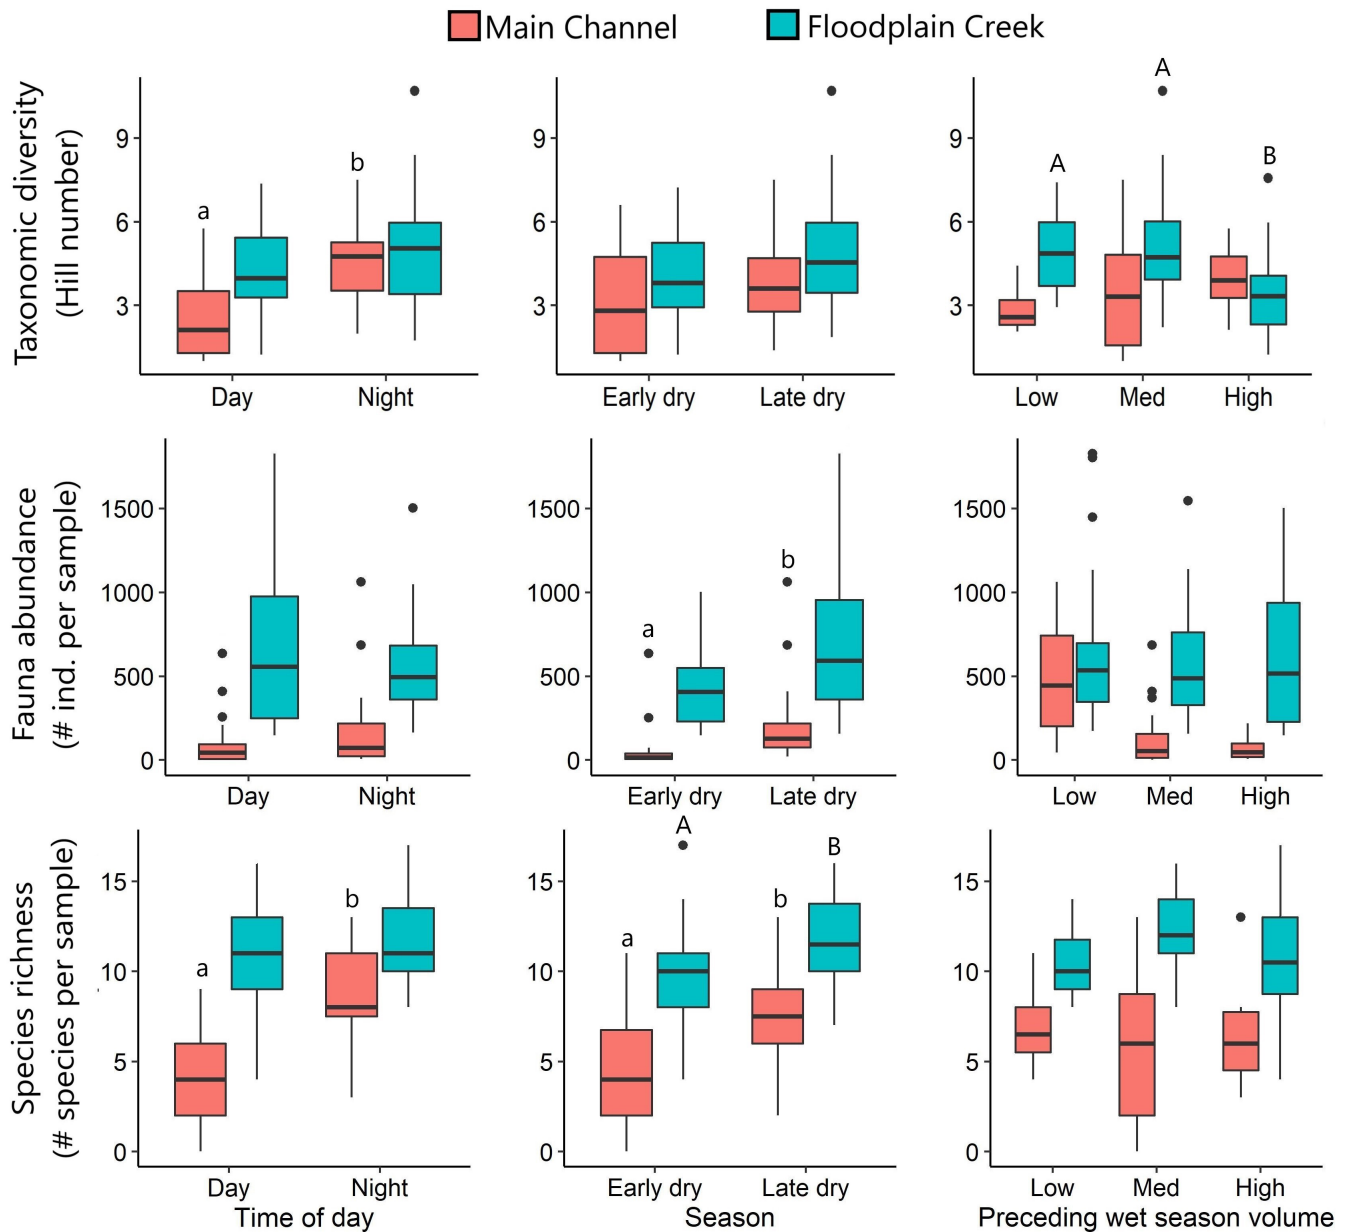 Main Channel Floodplain Creek
Taxonomic diversity
(Hill number)
9
6
3
a
b
Day Night
9
6
3
Early dry Late dry
9
6
3
A
A
B
Low Med High
Fauna abundance
(# ind. per sample)
1500
1000
500
0
Day Night
1500
1000
500
0
a
b
Early dry Late dry
1500
1000
500
0
Low Med High
Species richness
(# species per sample)
15
10
5
0
a
b
Day Night
Time of day
15
10
5
0
a
A
b
B
Early dry Late dry
Season
15
10
5
0
Low Med High
Preceding wet season volume